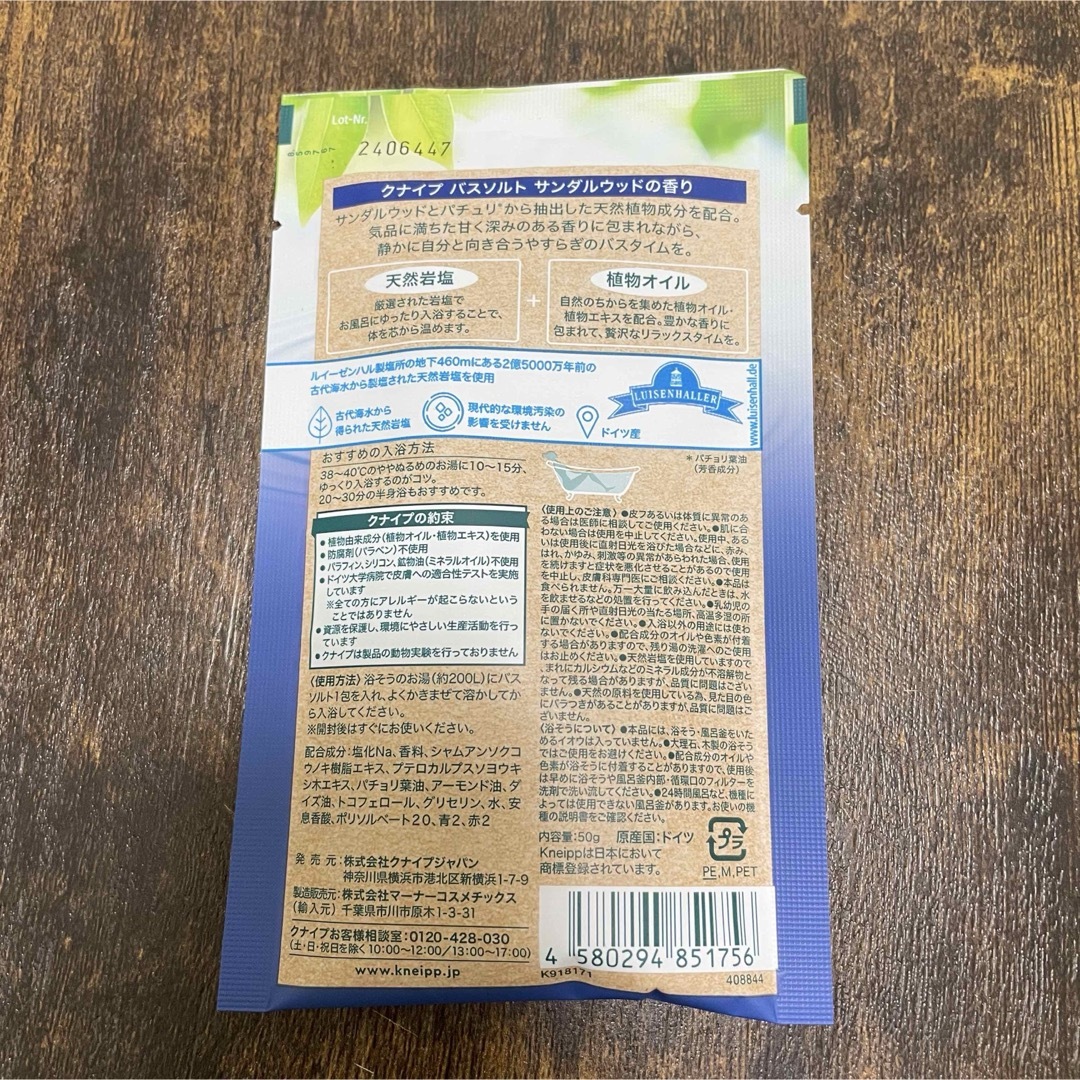 Lot-Nr.
2406447
クナイプ バスソルト サンダルウッドの香り
サンダルウッドとパチュリ*から抽出した天然植物成分を配合。
気品に満ちた甘く深みのある香りに包まれながら、
静かに自分と向き合うやすらぎのバスタイムを。
天然岩塩
厳選された岩塩で
お風呂にゆったり入浴することで、
体を芯から温めます。
+
植物オイル
自然のちからを集めた植物オイル・
植物エキスを配合。豊かな香りに
包まれて、贅沢なリラックスタイムを。
ルイーゼンハル製塩所の地下460mにある2億5000万年前の
古代海水から製塩された天然岩塩を使用
古代海水から
得られた天然岩塩
現代的な環境汚染の
影響を受けません
ドイツ産
LUISENHALLER
www.luisenhall.de
おすすめの入浴方法
38〜40℃のややぬるめのお湯に10〜15分、
ゆっくり入浴するのがコツ。
20〜30分の半身浴もおすすめです。
*パチョリ葉油
(芳香成分)
クナイプの約束
●植物由来成分(植物オイル・植物エキス)を使用
●防腐剤(パラベン)不使用
●パラフィン、シリコン、鉱物油(ミネラルオイル)不使用
●ドイツ大学病院で皮膚への適合性テストを実施
しています
※全ての方にアレルギーが起こらないという
ことではありません
●資源を保護し、環境にやさしい生産活動を行っ
ています
●クナイプは製品の動物実験を行っておりません
〈使用方法〉浴そうのお湯(約200L)にバス
ソルト1包を入れ、よくかきまぜて溶かしてか
ら入浴してください。
※開封後はすぐにお使いください。
配合成分:塩化Na、香料、シャムアンソクコ
ウノキ樹脂エキス、プテロカルプスソヨウキ
シ木エキス、パチョリ葉油、アーモンド油、ダ
イズ油、トコフェロール、グリセリン、水、安
息香酸、ポリソルベート20、青2、赤2
発売元:株式会社クナイプジャパン
神奈川県横浜市港北区新横浜1-7-9
製造販売元:株式会社マーナーコスメチックス
(輸入元)千葉県市川市原木1-3-31
クナイプお客様相談室:0120-428-030
(土・日・祝日を除く10:00〜12:00/13:00〜17:00)
www.kneipp.jp
〈使用上のご注意〉●皮フあるいは体質に異常のあ
る場合は医師に相談してご使用ください。●肌に合
わない場合は使用を中止してください。使用中、ある
いは使用後に直射日光を浴びた場合などに、赤み、
はれ、かゆみ、刺激等の異常があらわれた場合、使用
を続けますと症状を悪化させることがあるので使用
を中止し、皮膚科専門医にご相談ください。●本品は
食べられません。万一大量に飲み込んだときは、水
を飲ませるなどの処置を行ってください。●乳幼児の
手の届く所や直射日光の当たる場所、高温多湿の所
に置かないでください。●入浴以外の用途には使わ
ないでください。●配合成分のオイルや色素が付着
する場合がありますので、残り湯の洗濯へのご使用
はお止めください。●天然岩塩を使用していますので、
まれにカルシウムなどのミネラル成分が不溶解物と
なって残る場合がありますが、品質に問題はござい
ません。●天然の原料を使用している為、見た目の色
にバラつきがあることがありますが、品質に問題はご
ざいません。
〈浴そうについて〉●本品には、浴そう・風呂釜をいた
めるイオウは入っていません。●大理石、木製の浴そう
ではご使用をお避けください。●配合成分のオイルや
色素が浴そうに付着することがありますので、使用後
は早めに浴そうや風呂釜内部・循環口のフィルターを
洗剤で洗い流してください。●24時間風呂など、機種に
よっては使用できない風呂釜があります。お使いの機
種の説明書をご確認ください。
内容量:50g 原産国:ドイツ
Kneippは日本において
商標登録されています。
プラ
PE,M,PET
4 580294 851756
K918171
408844